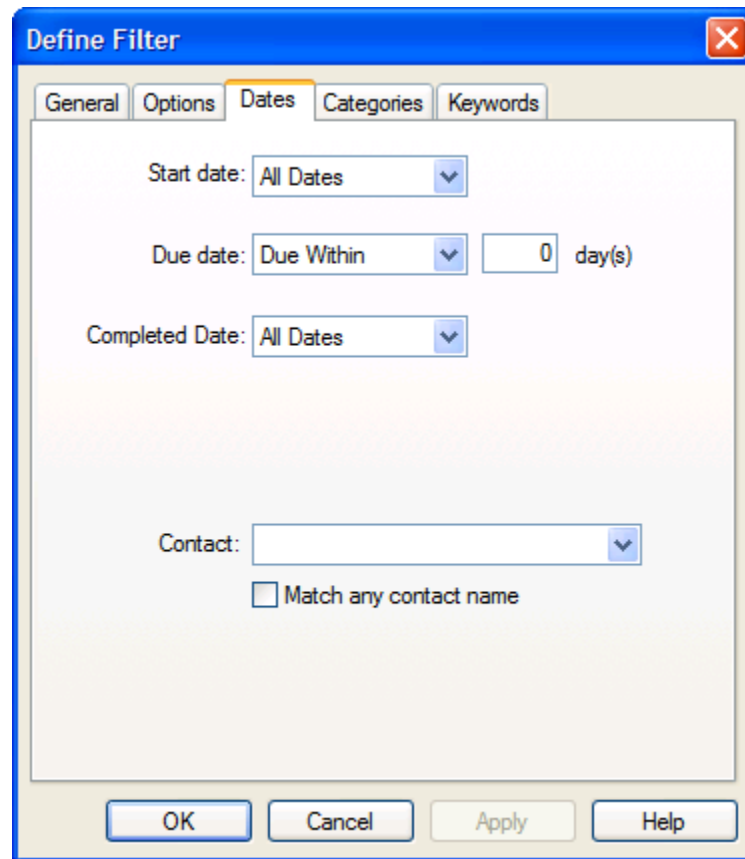 Define Filter
General Options Dates Categories Keywords
Start date: All Dates
Due date: Due Within 0 day(s)
Completed Date: All Dates
Contact:
Match any contact name
OK Cancel Apply Help